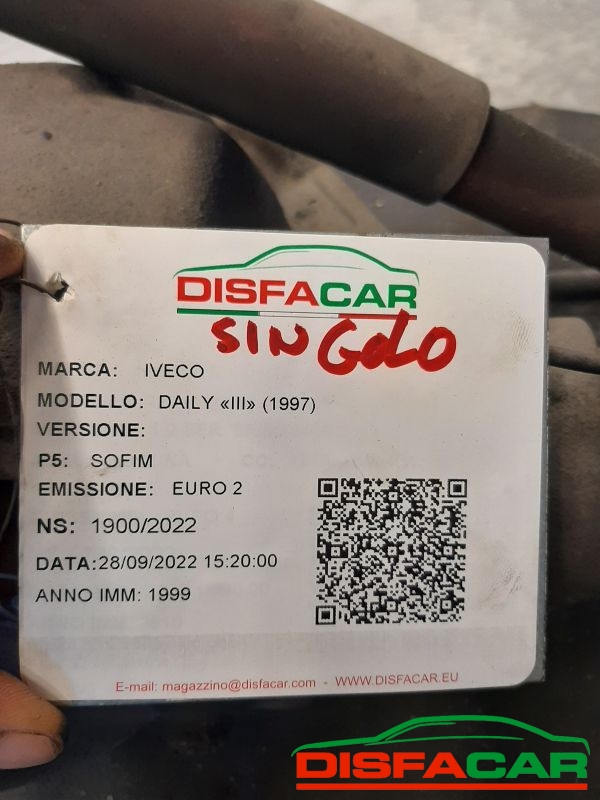 DISFACAR
SINGOLO
MARCA: IVECO
MODELLO: DAILY «III» (1997)
VERSIONE:
P5: SOFIM
EMISSIONE: EURO 2
NS: 1900/2022
DATA:28/09/2022 15:20:00
ANNO IMM: 1999
E-mail: magazzino@disfacar.com - WWW.DISFACAR.EU
DISFACAR